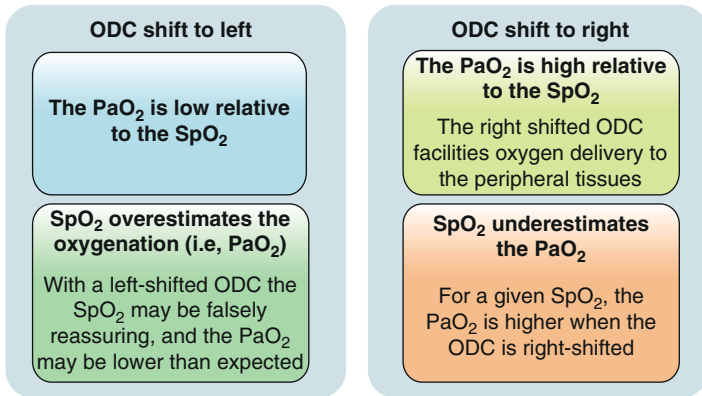 ODC shift to left
The PaO₂ is low relative
to the SpO₂
SpO₂ overestimates the
oxygenation (i.e, PaO₂)
With a left-shifted ODC the
SpO₂ may be falsely
reassuring, and the PaO₂
may be lower than expected
ODC shift to right
The PaO₂ is high relative
to the SpO₂
The right shifted ODC
facilities oxygen delivery to
the peripheral tissues
SpO₂ underestimates
the PaO₂
For a given SpO₂, the
PaO₂ is higher when the
ODC is right-shifted